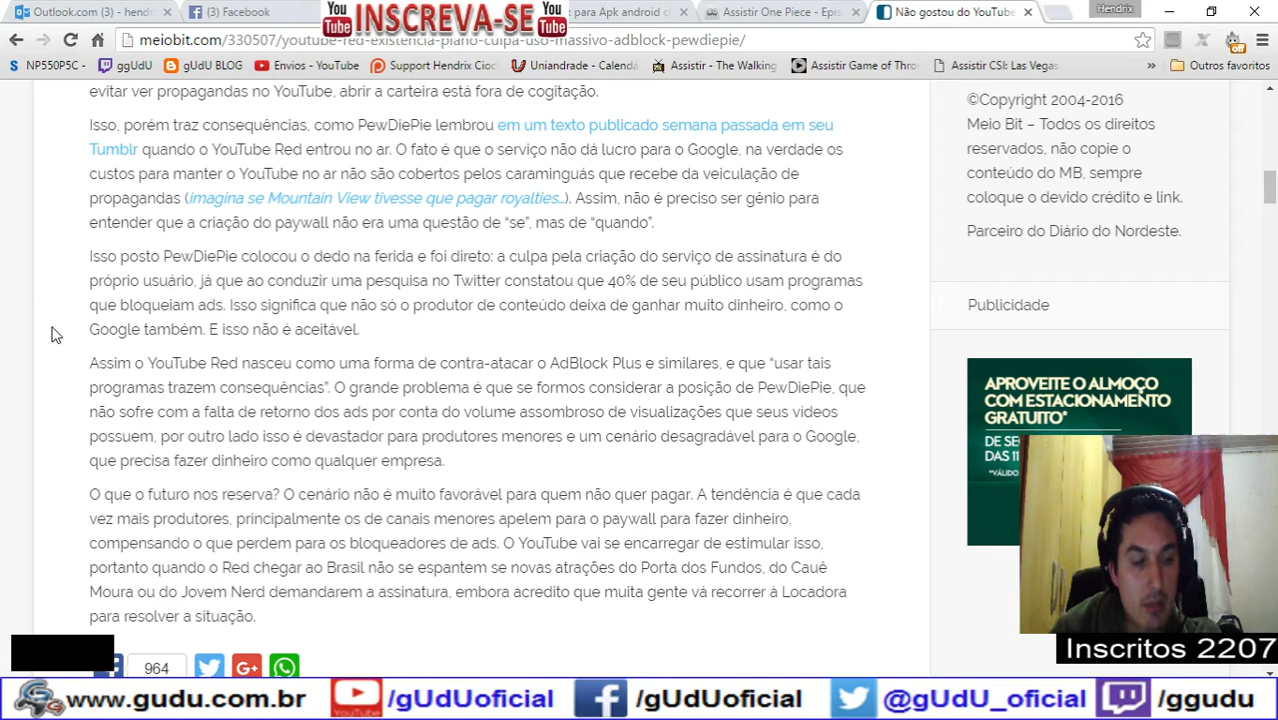 Outlook.com (3) - hendri
(3) Facebook
You Tube INSCREVA-SE You Tube
para Apk android c
Assistir One Piece - Epis
Não gostou do YouTube
Hendrix
meiobit.com/330507/youtube-red-existencia-plano-culpa-uso-massivo-adblock-pewdiepie/
off
NP550P5C -
ggUdU
gUdU BLOG
Envios - YouTube
Support Hendrix Cioc
Uniandrade - Calendá
Assistir - The Walking
Assistir Game of Thro
Assistir CSI: Las Vegas
»
Outros favoritos
evitar ver propagandas no YouTube, abrir a carteira está fora de cogitação.
Isso, porém traz consequências, como PewDiePie lembrou em um texto publicado semana passada em seu
Tumblr quando o YouTube Red entrou no ar. O fato é que o serviço não dá lucro para o Google, na verdade os
custos para manter o YouTube no ar não são cobertos pelos caraminguás que recebe da veiculação de
propagandas (imagina se Mountain View tivesse que pagar royalties…). Assim, não é preciso ser gênio para
entender que a criação do paywall não era uma questão de “se”, mas de “quando”.
Isso posto PewDiePie colocou o dedo na ferida e foi direto: a culpa pela criação do serviço de assinatura é do
próprio usuário, já que ao conduzir uma pesquisa no Twitter constatou que 40% de seu público usam programas
que bloqueiam ads. Isso significa que não só o produtor de conteúdo deixa de ganhar muito dinheiro, como o
Google também. E isso não é aceitável.
Assim o YouTube Red nasceu como uma forma de contra-atacar o AdBlock Plus e similares, e que “usar tais
programas trazem consequências”. O grande problema é que se formos considerar a posição de PewDiePie, que
não sofre com a falta de retorno dos ads por conta do volume assombroso de visualizações que seus vídeos
possuem, por outro lado isso é devastador para produtores menores e um cenário desagradável para o Google,
que precisa fazer dinheiro como qualquer empresa.
O que o futuro nos reserva? O cenário não é muito favorável para quem não quer pagar. A tendência é que cada
vez mais produtores, principalmente os de canais menores apelem para o paywall para fazer dinheiro,
compensando o que perdem para os bloqueadores de ads. O YouTube vai se encarregar de estimular isso,
portanto quando o Red chegar ao Brasil não se espantem se novas atrações do Porta dos Fundos, do Cauê
Moura ou do Jovem Nerd demandarem a assinatura, embora acredito que muita gente vá recorrer à Locadora
para resolver a situação.
964
©Copyright 2004-2016
Meio Bit – Todos os direitos
reservados, não copie o
conteúdo do MB, sempre
coloque o devido crédito e link.
Parceiro do Diário do Nordeste.
Publicidade
APROVEITE O ALMOÇO
COM ESTACIONAMENTO
GRATUITO*
DE SE
DAS 11
*VÁLIDO
Inscritos 2207
www.gudu.com.br
YouTube
/gUdUoficial
/gUdUoficial
@gUdU_oficial
/ggudu